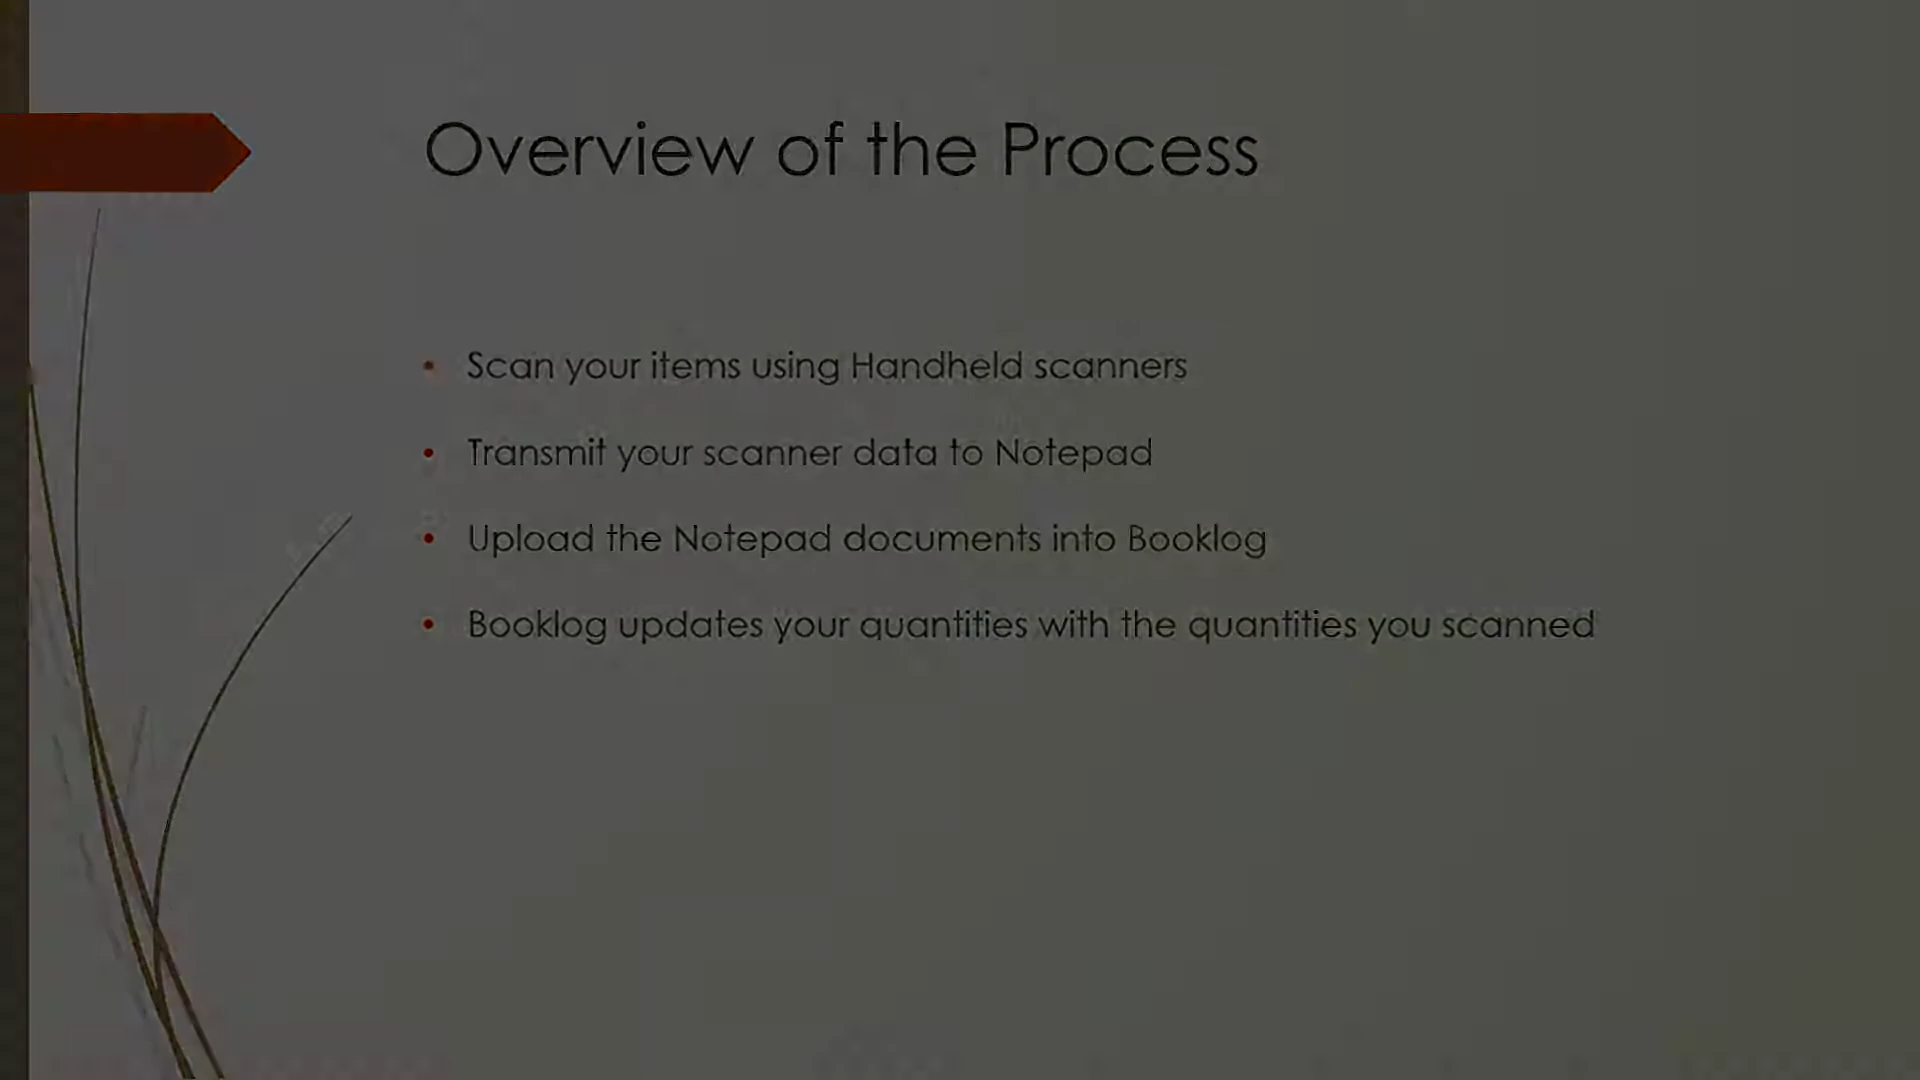 Overview of the Process
• Scan your items using Handheld scanners
• Transmit your scanner data to Notepad
• Upload the Notepad documents into Booklog
• Booklog updates your quantities with the quantities you scanned